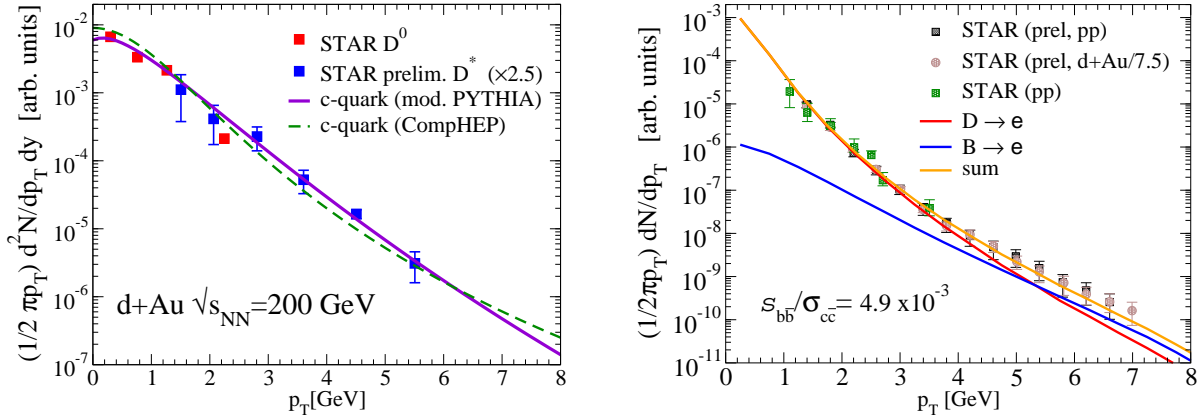 10^-2
10^-3
10^-4
10^-5
10^-6
10^-7
(1/2 πp_T) d^2N/dp_T dy [arb. units]
STAR D^0
STAR prelim. D^* (×2.5)
c-quark (mod. PYTHIA)
c-quark (CompHEP)
d+Au √s_NN=200 GeV
0 1 2 3 4 5 6 7 8
p_T[GeV]
10^-3
10^-4
10^-5
10^-6
10^-7
10^-8
10^-9
10^-10
10^-11
(1/2πp_T) dN/dp_T [arb. units]
STAR (prel, pp)
STAR (prel, d+Au/7.5)
STAR (pp)
D → e
B → e
sum
s_bb̄/σ_cc̄= 4.9 x10^-3
0 1 2 3 4 5 6 7 8
p_T[GeV]